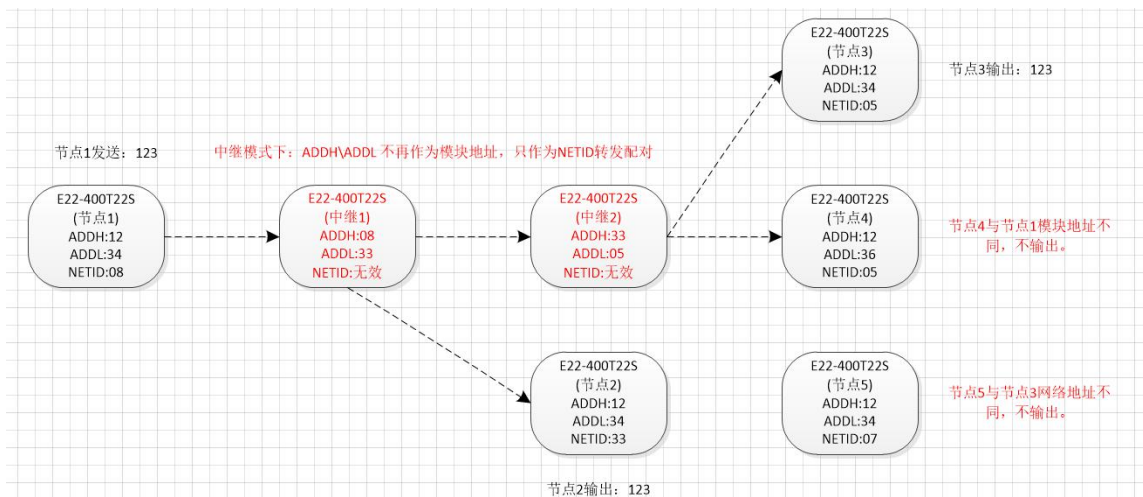 E22-400T22S
(节点3)
ADDH:12
ADDL:34
NETID:05
节点3输出：123
节点1发送：123
中继模式下：ADDH\ADDL 不再作为模块地址，只作为NETID转发配对
E22-400T22S
(节点1)
ADDH:12
ADDL:34
NETID:08
E22-400T22S
(中继1)
ADDH:08
ADDL:33
NETID:无效
E22-400T22S
(中继2)
ADDH:33
ADDL:05
NETID:无效
E22-400T22S
(节点4)
ADDH:12
ADDL:36
NETID:05
节点4与节点1模块地址不
同，不输出。
E22-400T22S
(节点2)
ADDH:12
ADDL:34
NETID:33
节点2输出：123
E22-400T22S
(节点5)
ADDH:12
ADDL:34
NETID:07
节点5与节点3网络地址不
同，不输出。